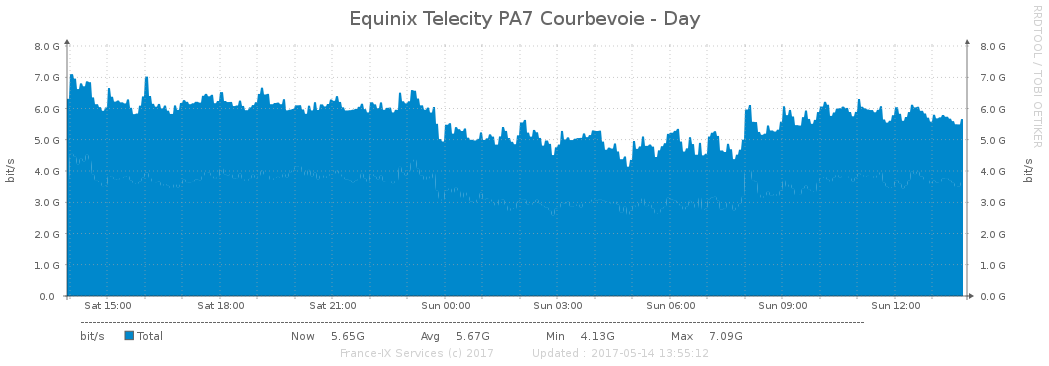 Equinix Telecity PA7 Courbevoie - Day
RRDTOOL / TOBI OETIKER
8.0 G 8.0 G
7.0 G 7.0 G
6.0 G 6.0 G
5.0 G 5.0 G
4.0 G 4.0 G
3.0 G 3.0 G
2.0 G 2.0 G
1.0 G 1.0 G
0.0 0.0 G
bit/s bit/s
Sat 15:00 Sat 18:00 Sat 21:00 Sun 00:00 Sun 03:00 Sun 06:00 Sun 09:00 Sun 12:00
bit/s Total Now 5.65G Avg 5.67G Min 4.13G Max 7.09G
France-IX Services (c) 2017 Updated : 2017-05-14 13:55:12